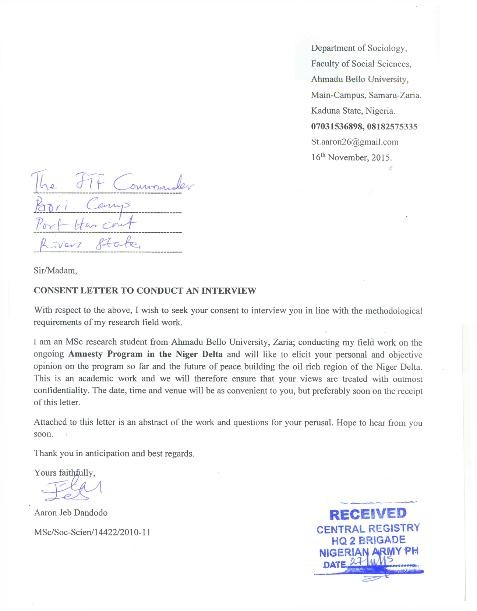 Department of Sociology,
Faculty of Social Sciences,
Ahmadu Bello University,
Main-Campus, Samaru-Zaria.
Kaduna State, Nigeria.
07031536898, 08182575335
St.aaron26@gmail.com
16th November, 2015.
The JTF Commander
Bori Camp
Port Harcourt
Rivers State.
Sir/Madam,
CONSENT LETTER TO CONDUCT AN INTERVIEW
With respect to the above, I wish to seek your consent to interview you in line with the methodological
requirements of my research field work.
I am an MSc research student from Ahmadu Bello University, Zaria; conducting my field work on the
ongoing Amnesty Program in the Niger Delta and will like to elicit your personal and objective
opinion on the program so far and the future of peace building the oil rich region of the Niger Delta.
This is an academic work and we will therefore ensure that your views are treated with outmost
confidentiality. The date, time and venue will be as convenient to you, but preferably soon on the receipt
of this letter.
Attached to this letter is an abstract of the work and questions for your perusal. Hope to hear from you
soon.
Thank you in anticipation and best regards.
Yours faithfully,
Aaron Jeb Dandodo
MSc/Soc-Scien/14422/2010-11
RECEIVED
CENTRAL REGISTRY
HQ 2 BRIGADE
NIGERIAN ARMY PH
DATE 27/11/15